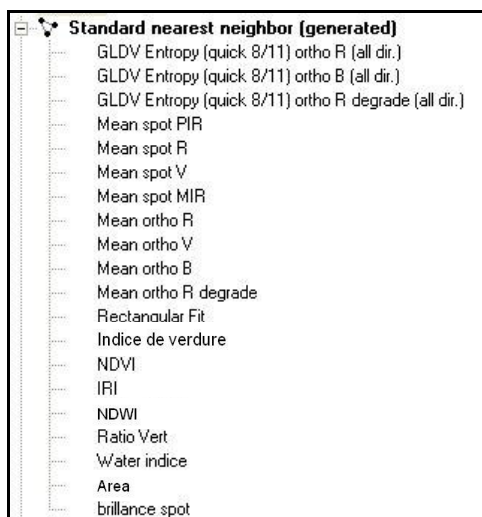 Standard nearest neighbor (generated)
GLDV Entropy (quick 8/11) ortho R (all dir.)
GLDV Entropy (quick 8/11) ortho B (all dir.)
GLDV Entropy (quick 8/11) ortho R degrade (all dir.)
Mean spot PIR
Mean spot R
Mean spot V
Mean spot MIR
Mean ortho R
Mean ortho V
Mean ortho B
Mean ortho R degrade
Rectangular Fit
Indice de verdure
NDVI
IRI
NDWI
Ratio Vert
Water indice
Area
brillance spot